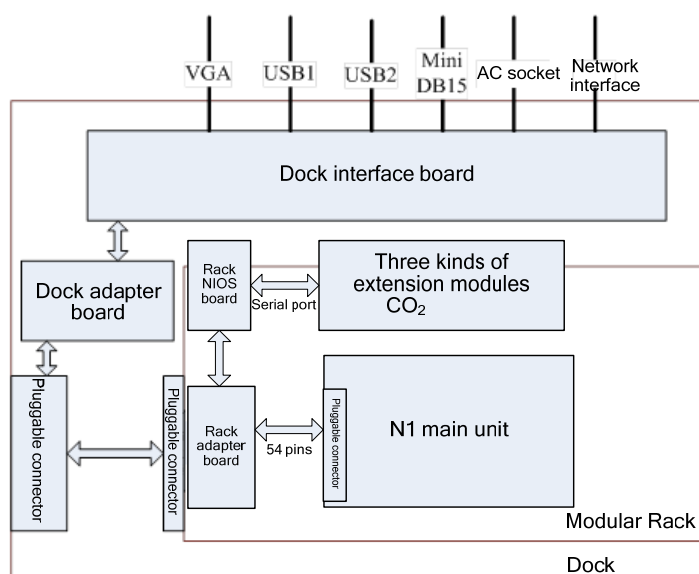 VGA
USB1
USB2
Mini
DB15
AC socket
Network
interface
Dock interface board
Dock adapter
board
Rack
NIOS
board
Serial port
Three kinds of
extension modules
CO₂
Pluggable connector
Pluggable connector
Rack
adapter
board
54 pins
Pluggable connector
N1 main unit
Modular Rack
Dock